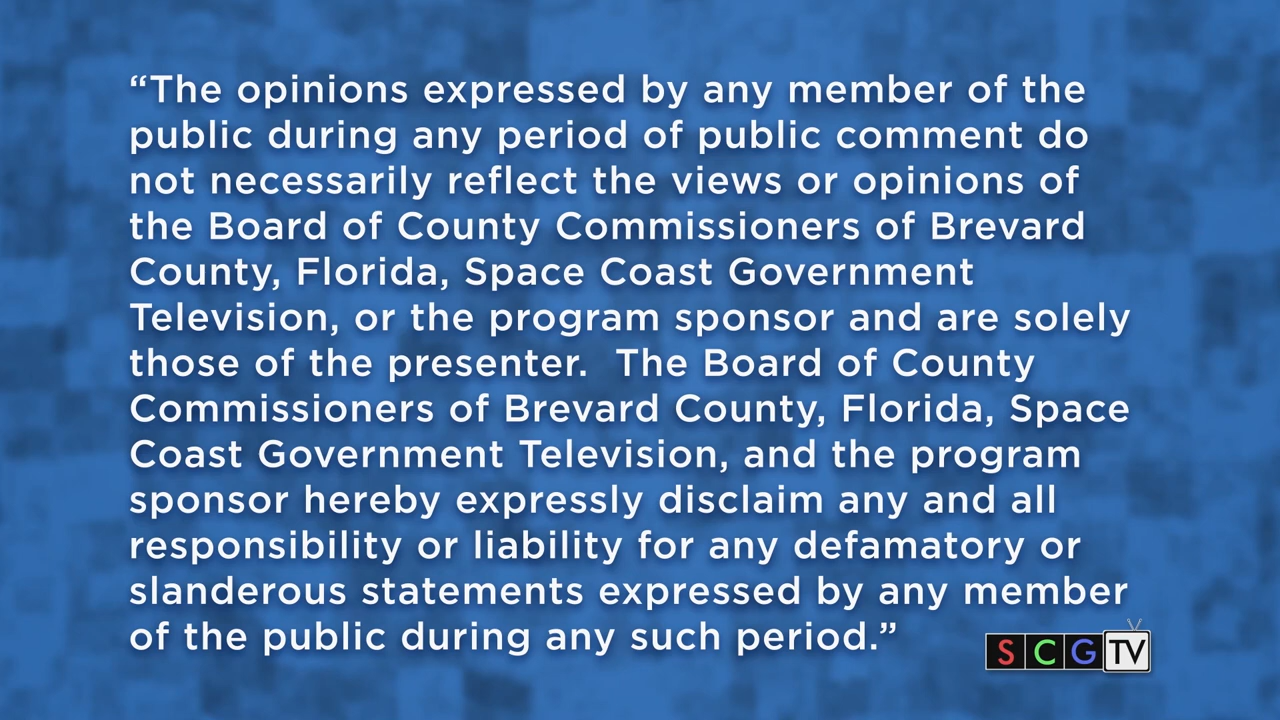 “The opinions expressed by any member of the
public during any period of public comment do
not necessarily reflect the views or opinions of
the Board of County Commissioners of Brevard
County, Florida, Space Coast Government
Television, or the program sponsor and are solely
those of the presenter.  The Board of County
Commissioners of Brevard County, Florida, Space
Coast Government Television, and the program
sponsor hereby expressly disclaim any and all
responsibility or liability for any defamatory or
slanderous statements expressed by any member
of the public during any such period.”
SCGTV